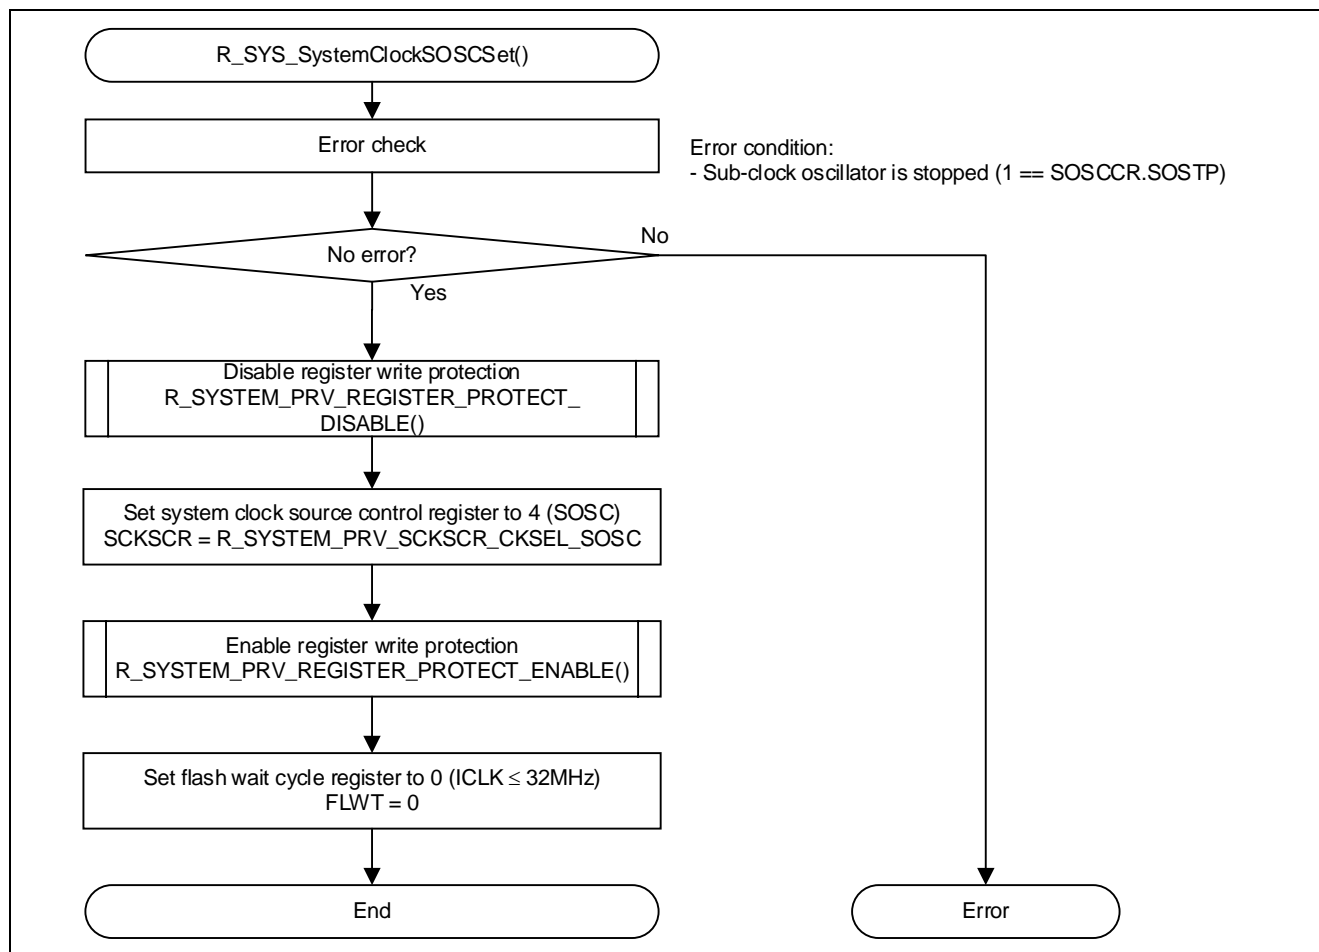 R_SYS_SystemClockSOSCSet()
Error check
Error condition:
- Sub-clock oscillator is stopped (1 == SOSCCR.SOSTP)
No error?
No
Yes
Disable register write protection
R_SYSTEM_PRV_REGISTER_PROTECT_
DISABLE()
Set system clock source control register to 4 (SOSC)
SCKSCR = R_SYSTEM_PRV_SCKSCR_CKSEL_SOSC
Enable register write protection
R_SYSTEM_PRV_REGISTER_PROTECT_ENABLE()
Set flash wait cycle register to 0 (ICLK ≤ 32MHz)
FLWT = 0
End
Error